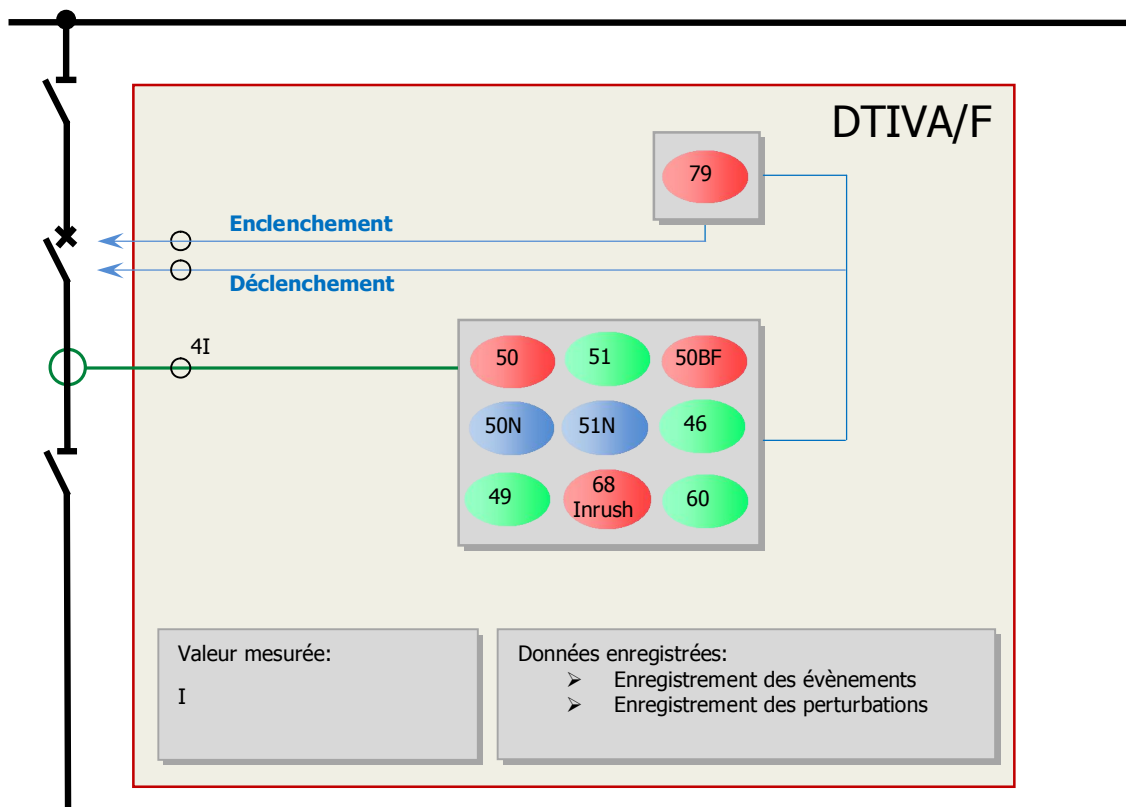 DTIVA/F
79
Enclenchement
Déclenchement
4I
50 51 50BF
50N 51N 46
49 68 60
Inrush
Valeur mesurée:
I
Données enregistrées:
➢ Enregistrement des évènements
➢ Enregistrement des perturbations